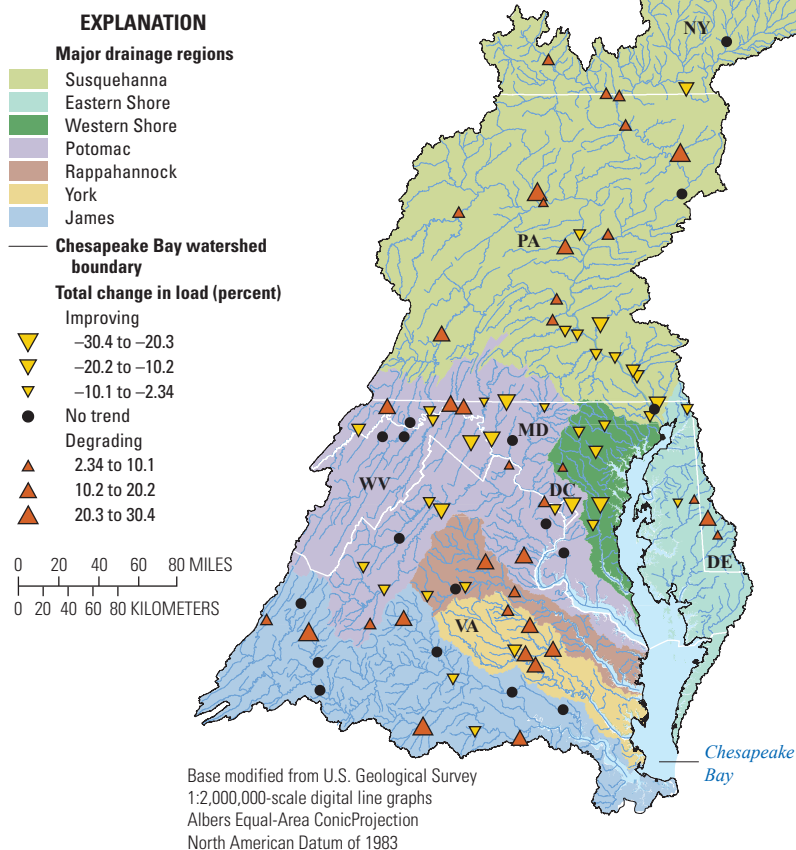 EXPLANATION
Major drainage regions
Susquehanna
Eastern Shore
Western Shore
Potomac
Rappahannock
York
James
Chesapeake Bay watershed
boundary
Total change in load (percent)
Improving
–30.4 to –20.3
–20.2 to –10.2
–10.1 to –2.34
No trend
Degrading
2.34 to 10.1
10.2 to 20.2
20.3 to 30.4
0 20 40 60 80 MILES
0 20 40 60 80 KILOMETERS
NY
PA
MD
WV
DC
DE
VA
Chesapeake
Bay
Base modified from U.S. Geological Survey
1:2,000,000-scale digital line graphs
Albers Equal-Area ConicProjection
North American Datum of 1983